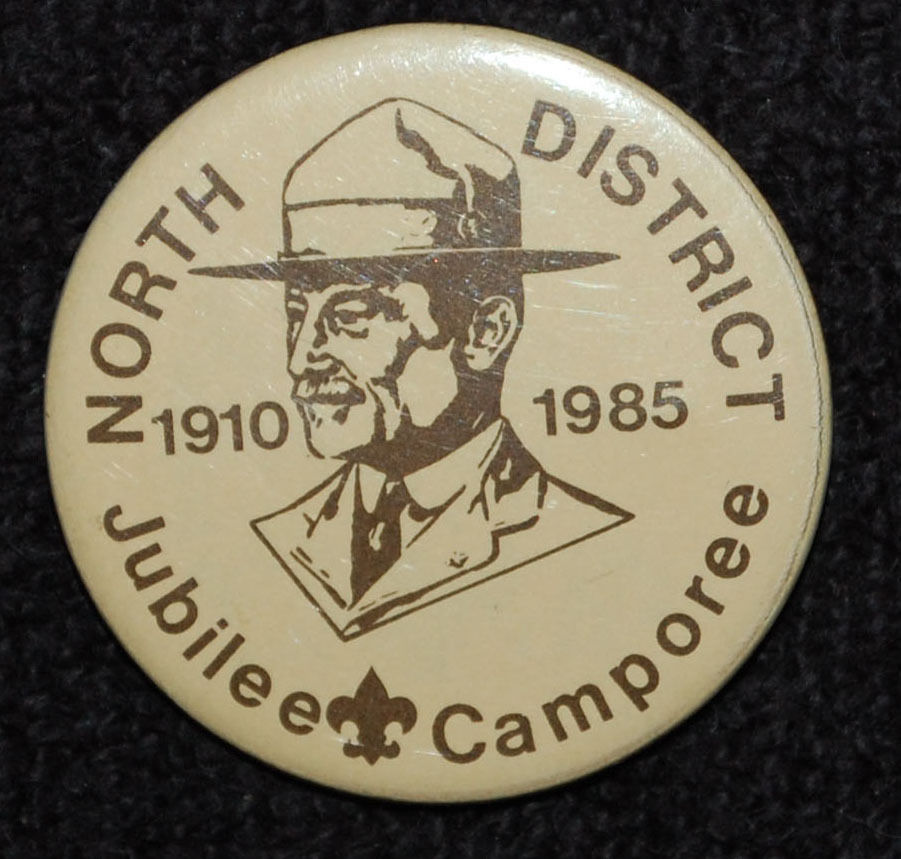 NORTH DISTRICT
1910 1985
Jubilee Camporee